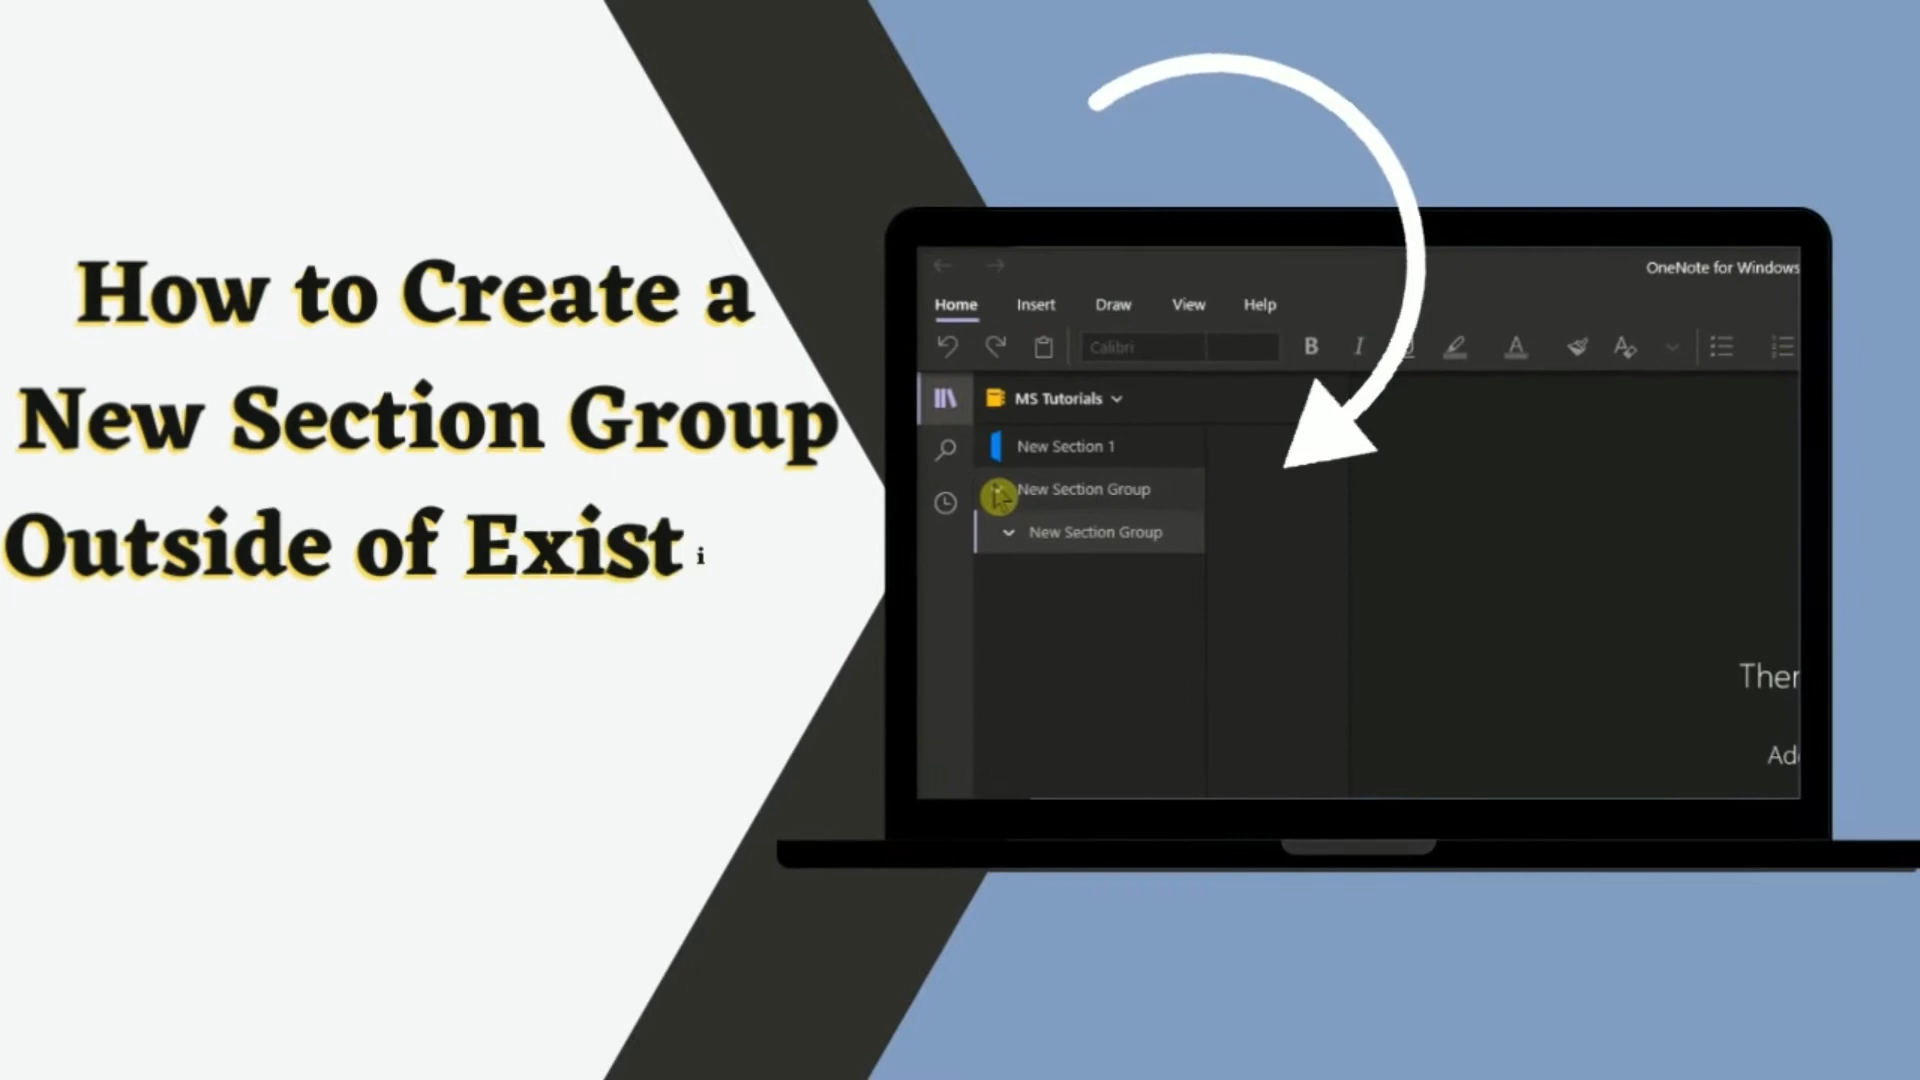 How to Create a
New Section Group
Outside of Exist i
OneNote for Windows
Home Insert Draw View Help
Calibri B I
MS Tutorials
New Section 1
New Section Group
New Section Group
Ther
Ad